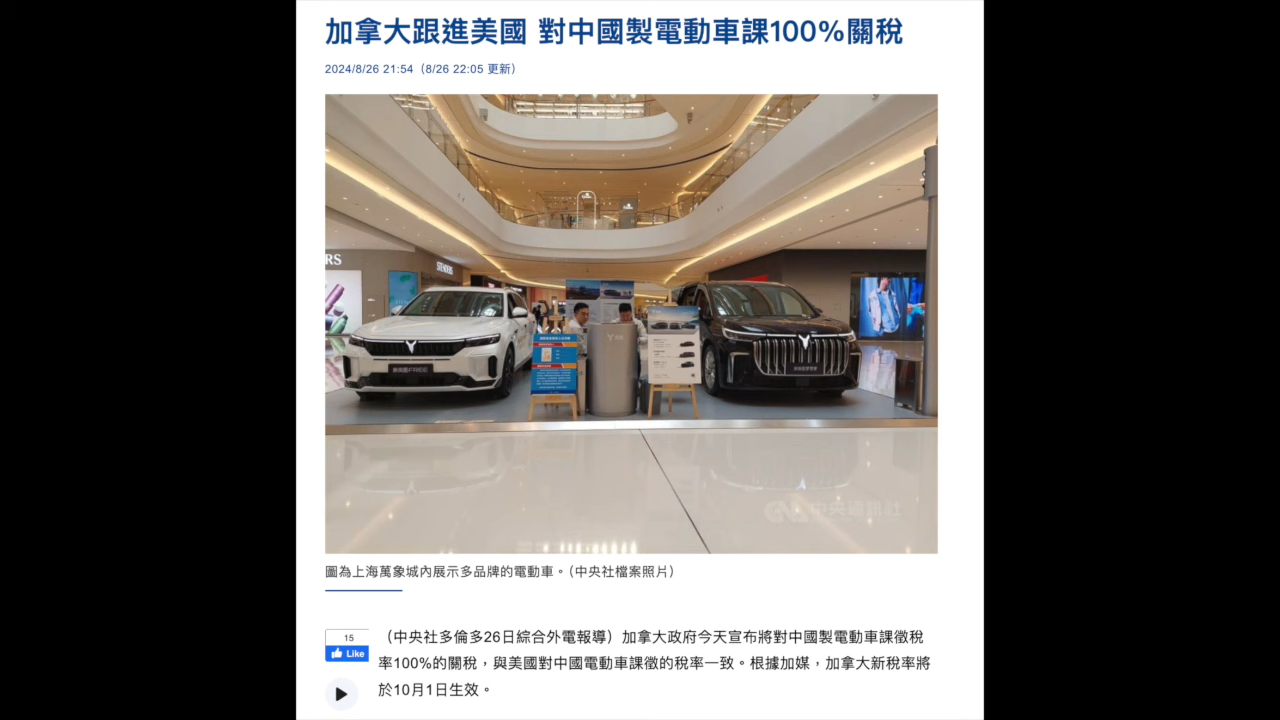 加拿大跟進美國 對中國製電動車課100%關稅
2024/8/26 21:54（8/26 22:05 更新）
RS
STENDERS
中央通訊社
圖為上海萬象城內展示多品牌的電動車。（中央社檔案照片）
15
Like
（中央社多倫多26日綜合外電報導）加拿大政府今天宣布將對中國製電動車課徵稅
率100%的關稅，與美國對中國電動車課徵的稅率一致。根據加媒，加拿大新稅率將
於10月1日生效。